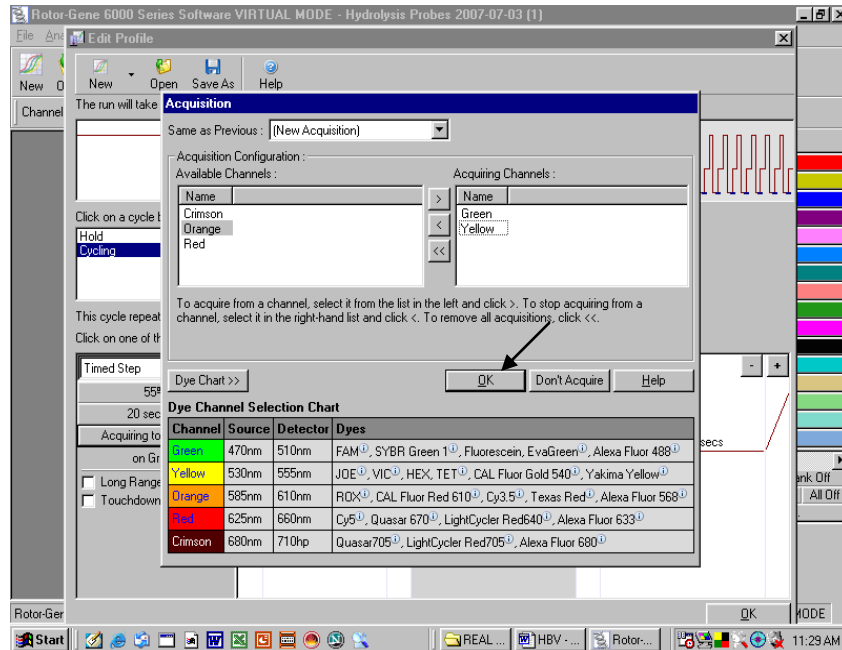 Rotor-Gene 6000 Series Software VIRTUAL MODE - Hydrolysis Probes 2007-07-03 (1)
File Ana
Edit Profile
New
New Open Save As Help
Channel
The run will take
Acquisition
Same as Previous : (New Acquisition)
Acquisition Configuration :
Available Channels : Acquiring Channels :
Name Name
Crimson Green
Orange Yellow
Red
> < <<
To acquire from a channel, select it from the list in the left and click >. To stop acquiring from a
channel, select it in the right-hand list and click <. To remove all acquisitions, click <<.
Dye Chart >> OK Don't Acquire Help
Dye Channel Selection Chart
Channel Source Detector Dyes
Green 470nm 510nm FAM, SYBR Green 1, Fluorescein, EvaGreen, Alexa Fluor 488
Yellow 530nm 555nm JOE, VIC, HEX, TET, CAL Fluor Gold 540, Yakima Yellow
Orange 585nm 610nm ROX, CAL Fluor Red 610, Cy3.5, Texas Red, Alexa Fluor 568
Red 625nm 660nm Cy5, Quasar 670, LightCycler Red640, Alexa Fluor 633
Crimson 680nm 710hp Quasar705, LightCycler Red705, Alexa Fluor 680
Click on a cycle b
Hold
Cycling
This cycle repeat
Click on one of th
Timed Step
55º
20 sec
Acquiring to
on Gr
Long Range
Touchdown
- +
secs
ank Off
All Off
OK
Rotor-Ger
MODE
Start REAL ... HBV - ... Rotor-... 11:29 AM